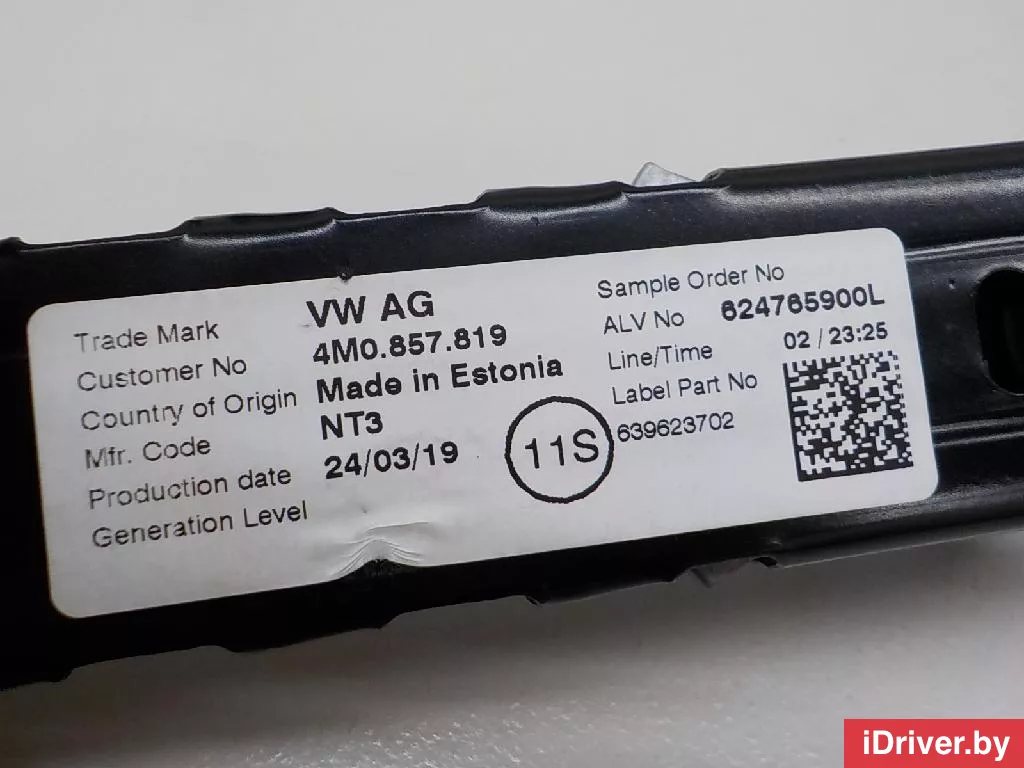 Trade Mark VW AG
Customer No 4M0.857.819
Country of Origin Made in Estonia
Mfr. Code NT3
Production date 24/03/19
Generation Level
11S
Sample Order No
ALV No 624765900L
Line/Time 02 / 23:25
Label Part No
639623702
iDriver.by